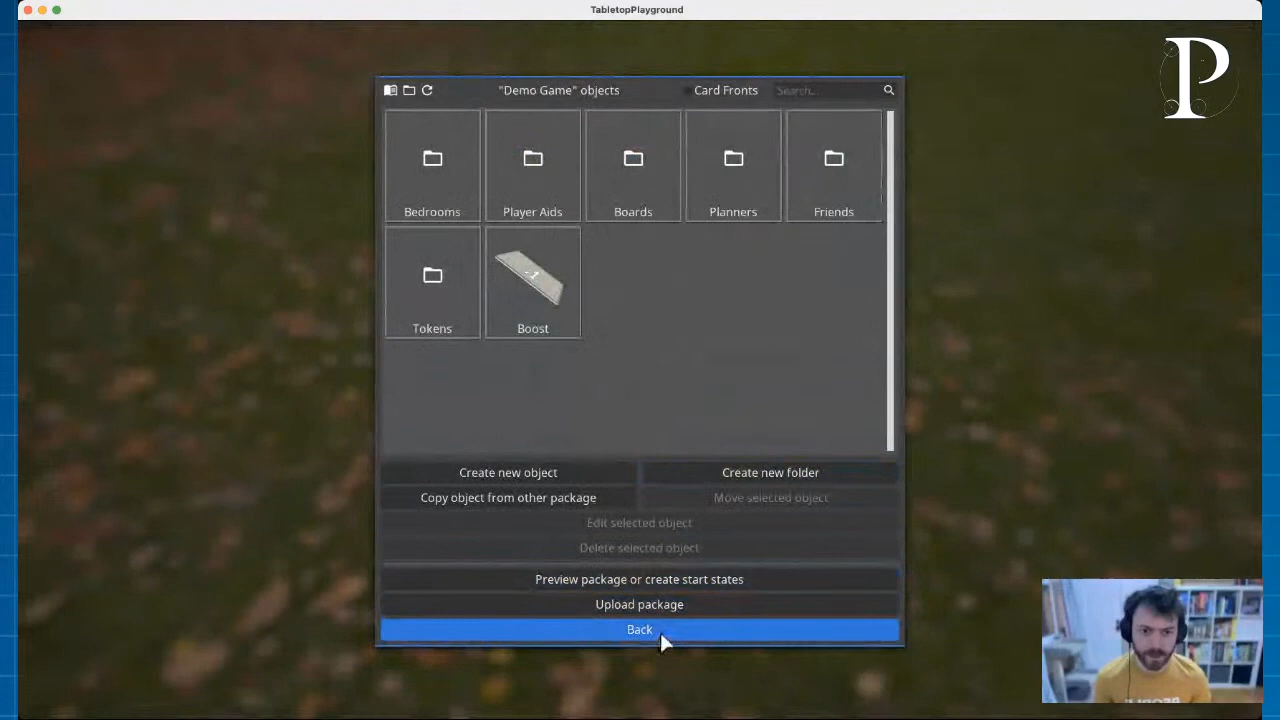 TabletopPlayground
P
"Demo Game" objects
Card Fronts
Search...
Bedrooms
Player Aids
Boards
Planners
Friends
-1
Tokens
Boost
Create new object
Create new folder
Copy object from other package
Move selected object
Edit selected object
Delete selected object
Preview package or create start states
Upload package
Back